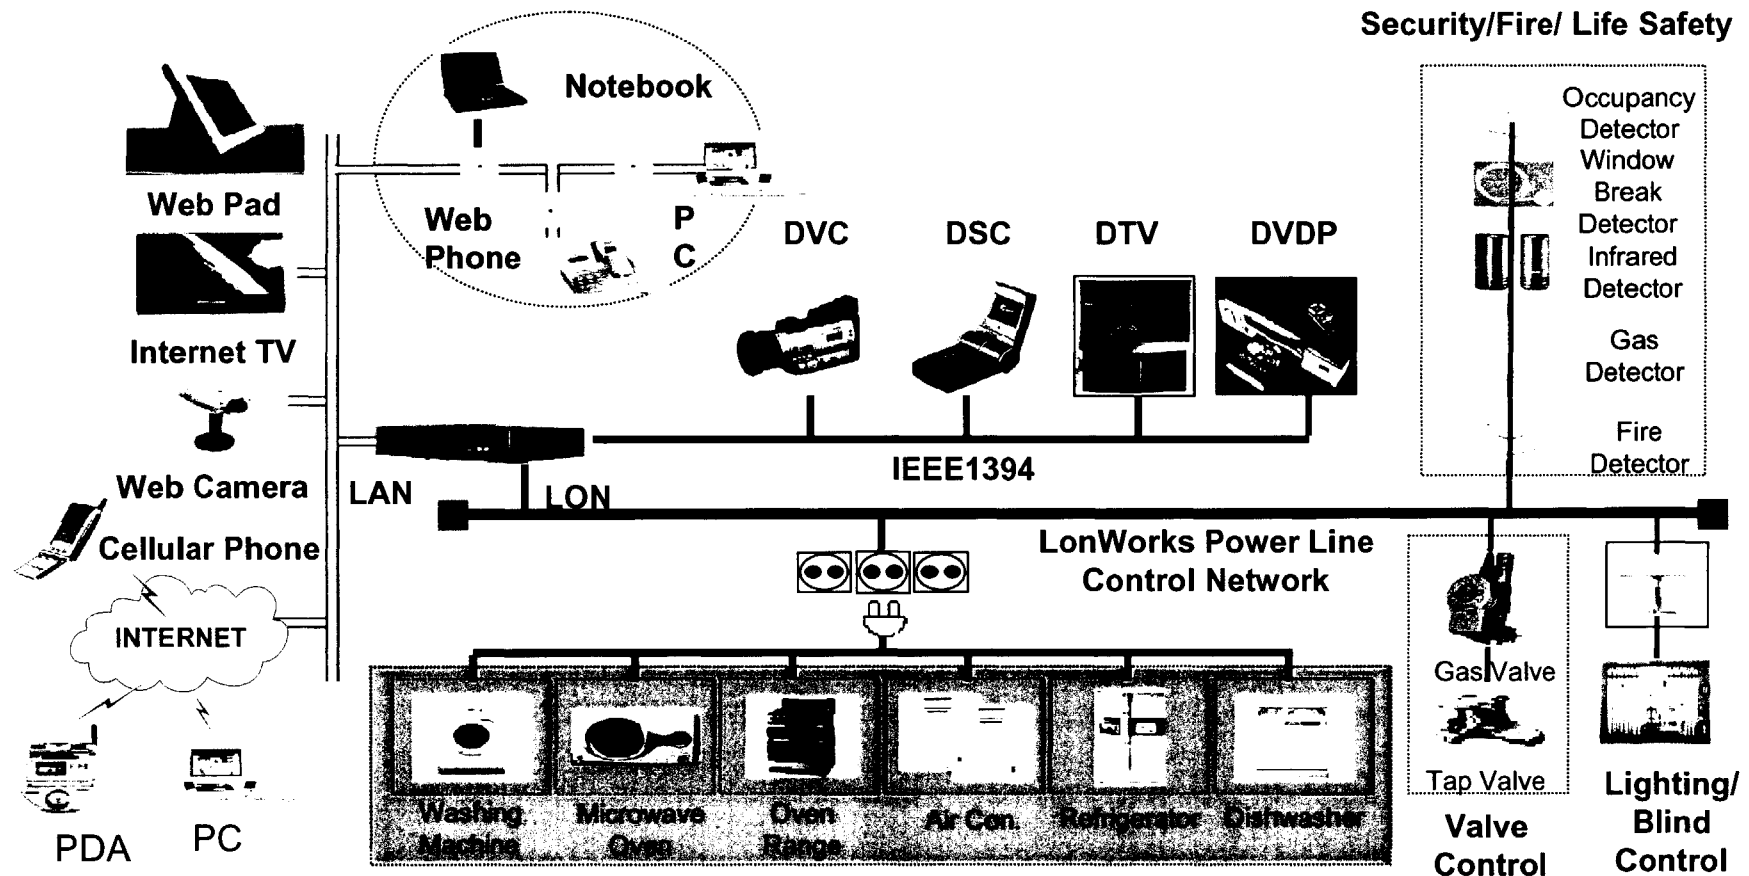 Security/Fire/ Life Safety
Notebook
Web Pad
Web
Phone
P
C
DVC
DSC
DTV
DVDP
Occupancy
Detector
Window
Break
Detector
Infrared
Detector
Gas
Detector
Fire
Detector
Internet TV
Web Camera
LAN
LON
IEEE1394
Cellular Phone
INTERNET
LonWorks Power Line
Control Network
PDA
PC
Washing
Machine
Microwave
Oven
Oven
Range
Air Con.
Refrigerator
Dishwasher
Gas Valve
Tap Valve
Valve
Control
Lighting/
Blind
Control